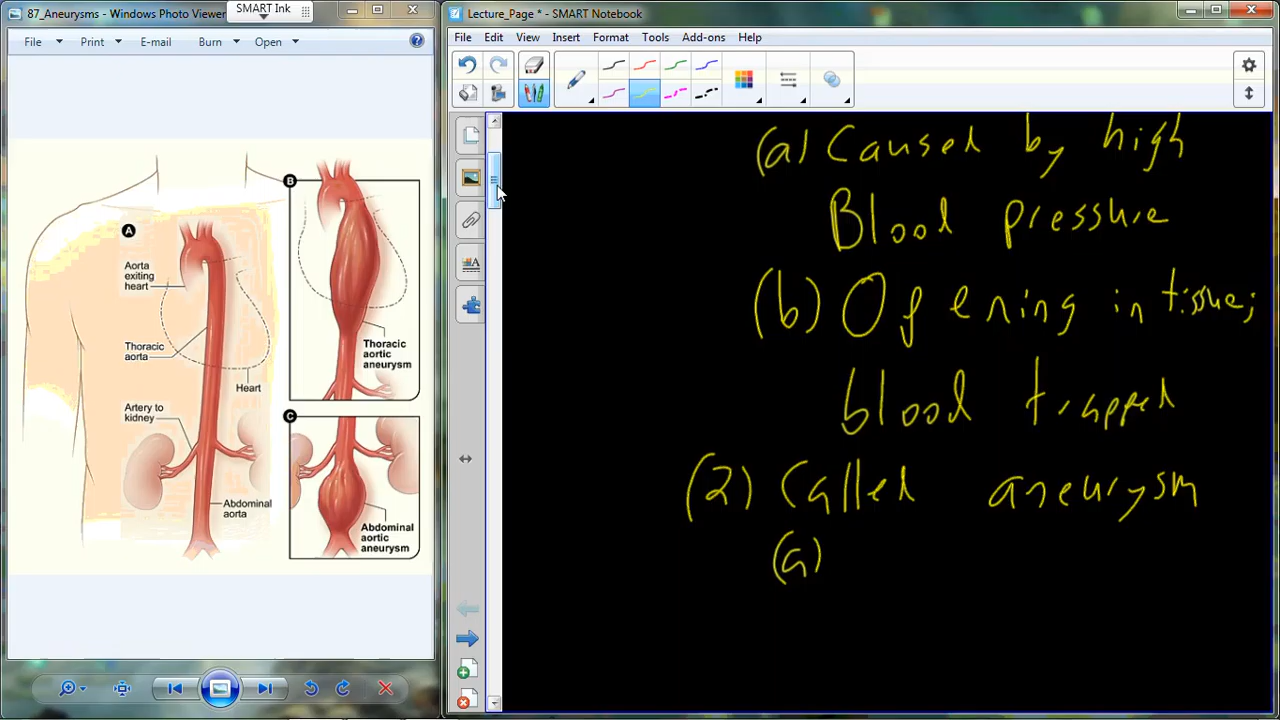 87_Aneurysms - Windows Photo Viewer
SMART Ink
File Print E-mail Burn Open
A
Aorta
exiting
heart
Thoracic
aorta
Heart
Artery to
kidney
Abdominal
aorta
B
Thoracic
aortic
aneurysm
C
Abdominal
aortic
aneurysm
Lecture_Page * - SMART Notebook
File Edit View Insert Format Tools Add-ons Help
(a) Caused by high
Blood pressure
(b) Opening in tissue;
blood trapped
(2) Called aneurysm
(a)